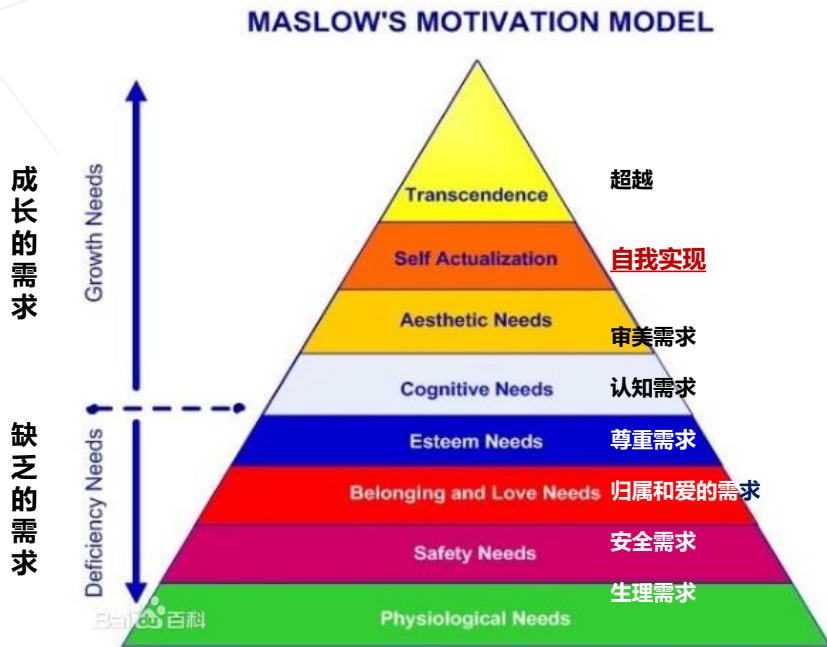 MASLOW'S MOTIVATION MODEL
成长的需求
Growth Needs
缺乏的需求
Deficiency Needs
Transcendence 超越
Self Actualization 自我实现
Aesthetic Needs 审美需求
Cognitive Needs 认知需求
Esteem Needs 尊重需求
Belonging and Love Needs 归属和爱的需求
Safety Needs 安全需求
Physiological Needs 生理需求
Baidu百科